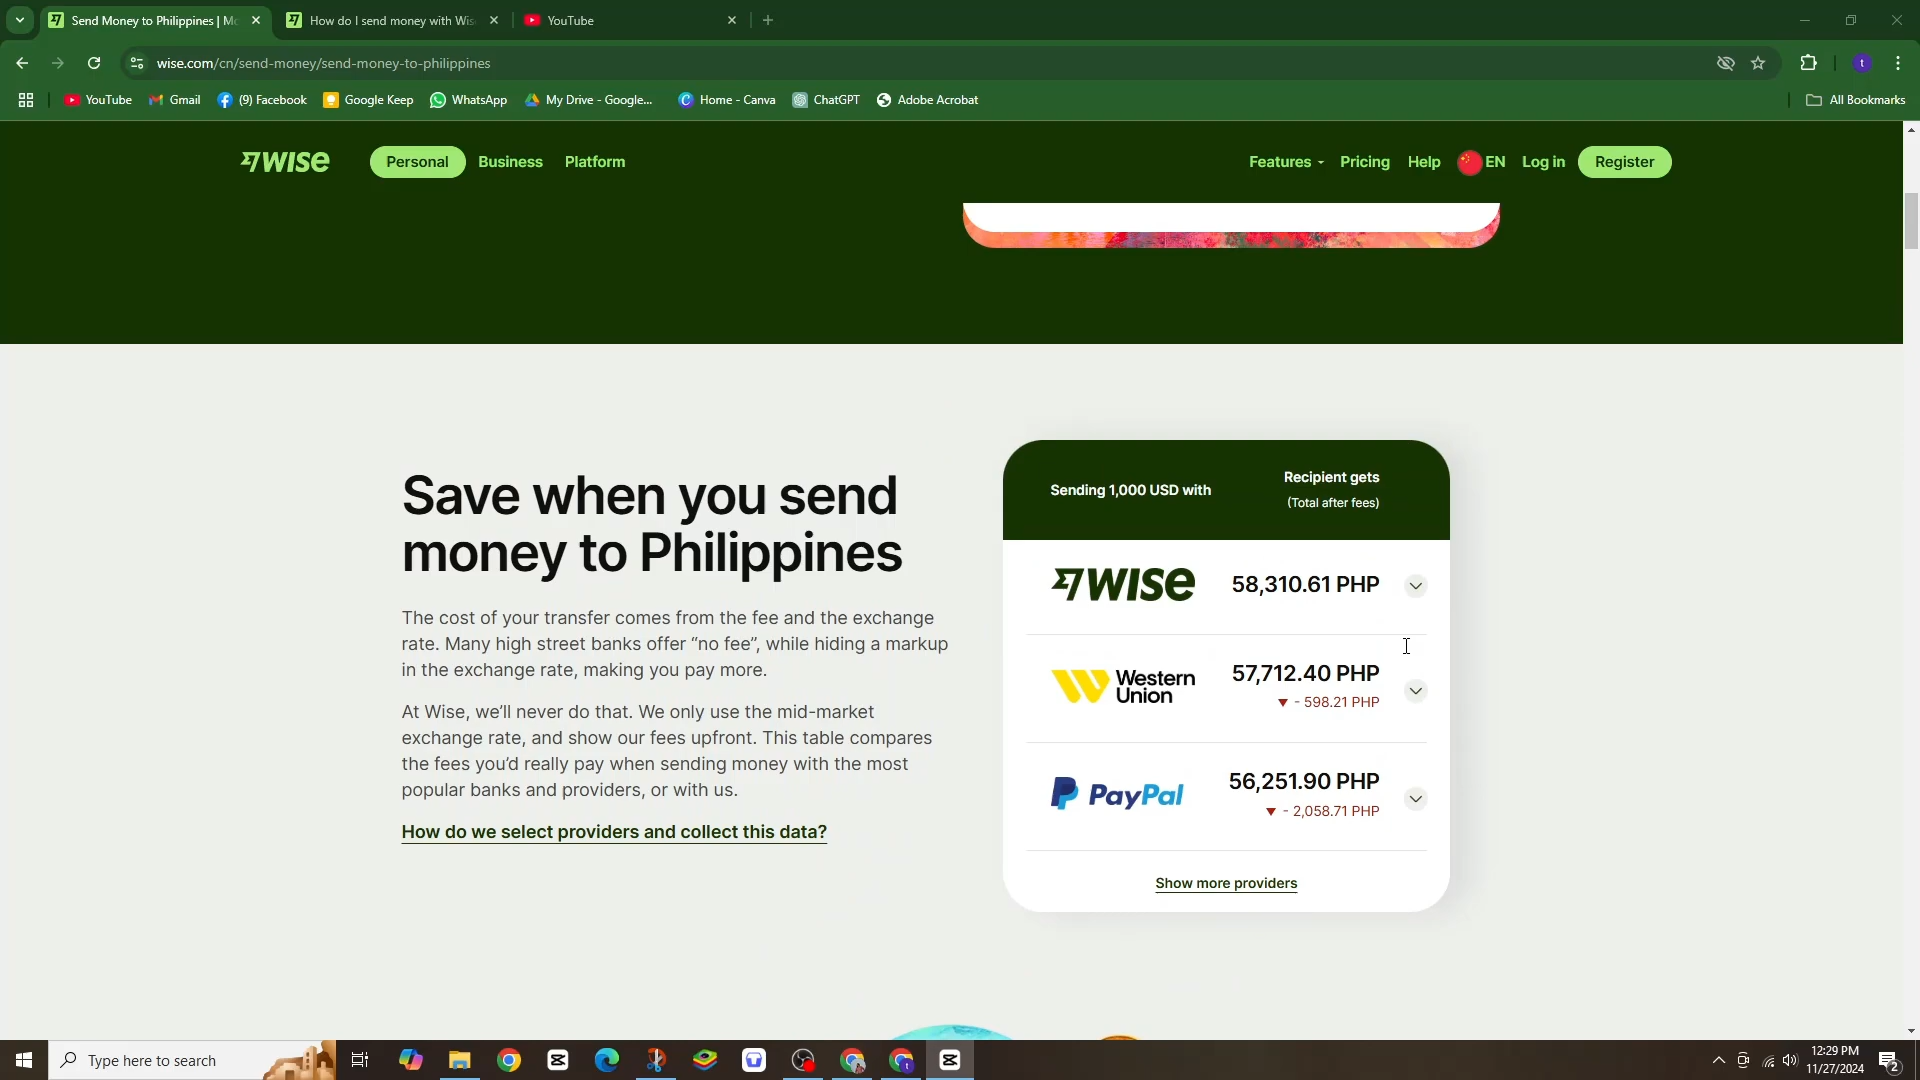 Send Money to Philippines | Mo
How do I send money with Wise
YouTube
wise.com/cn/send-money/send-money-to-philippines
YouTube
Gmail
(9) Facebook
Google Keep
WhatsApp
My Drive - Google...
Home - Canva
ChatGPT
Adobe Acrobat
All Bookmarks
WISE
Personal
Business
Platform
Features
Pricing
Help
EN
Log in
Register
Save when you send
money to Philippines
The cost of your transfer comes from the fee and the exchange
rate. Many high street banks offer “no fee”, while hiding a markup
in the exchange rate, making you pay more.
At Wise, we’ll never do that. We only use the mid-market
exchange rate, and show our fees upfront. This table compares
the fees you’d really pay when sending money with the most
popular banks and providers, or with us.
How do we select providers and collect this data?
Sending 1,000 USD with
Recipient gets
(Total after fees)
WISE
58,310.61 PHP
Western
Union
57,712.40 PHP
- 598.21 PHP
PayPal
56,251.90 PHP
- 2,058.71 PHP
Show more providers
Type here to search
12:29 PM
11/27/2024
2